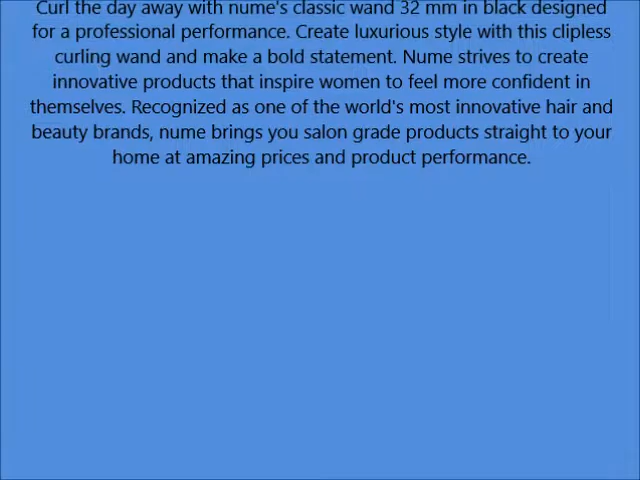 Curl the day away with nume's classic wand 32 mm in black designed
for a professional performance. Create luxurious style with this clipless
curling wand and make a bold statement. Nume strives to create
innovative products that inspire women to feel more confident in
themselves. Recognized as one of the world's most innovative hair and
beauty brands, nume brings you salon grade products straight to your
home at amazing prices and product performance.